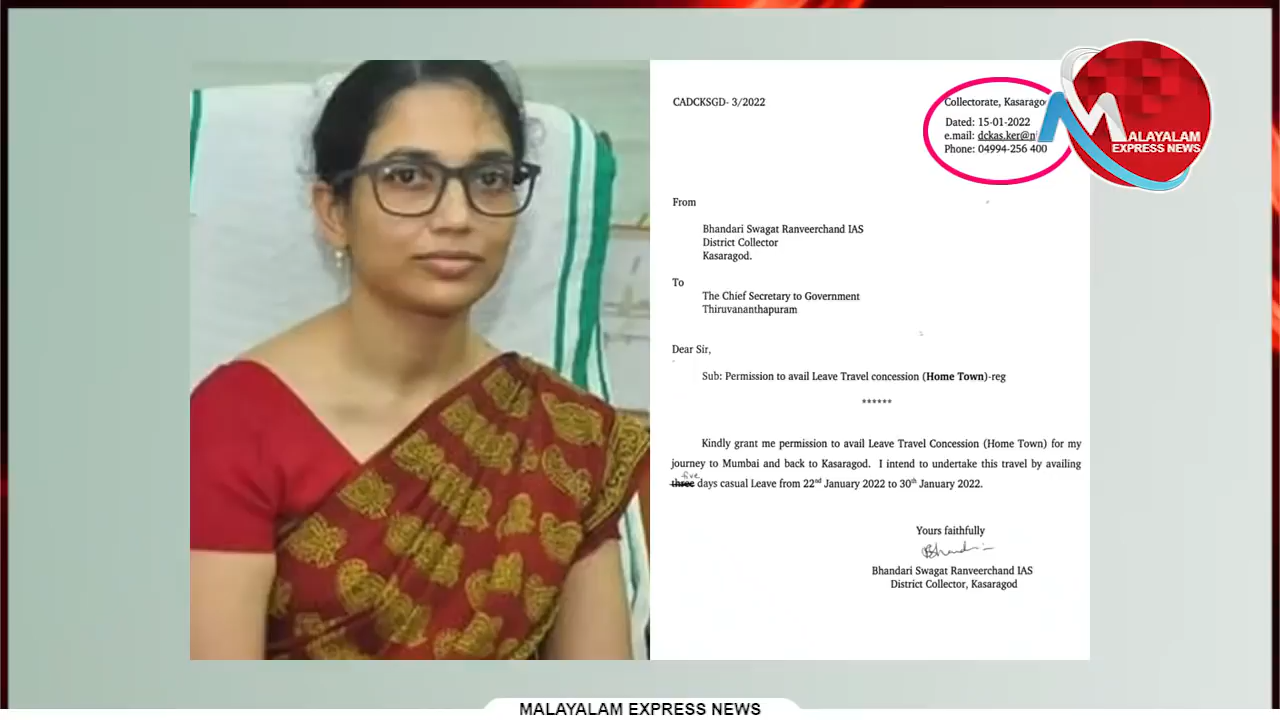 CADCKSGD- 3/2022
Collectorate, Kasarago
Dated: 15-01-2022
e.mail: dckas.ker@n
Phone: 04994-256 400
MALAYALAM
EXPRESS NEWS
From
Bhandari Swagat Ranveerchand IAS
District Collector
Kasaragod.
To
The Chief Secretary to Government
Thiruvananthapuram
Dear Sir,
Sub: Permission to avail Leave Travel concession (Home Town)-reg
******
Kindly grant me permission to avail Leave Travel Concession (Home Town) for my
journey to Mumbai and back to Kasaragod. I intend to undertake this travel by availing
five
three days casual Leave from 22nd January 2022 to 30th January 2022.
Yours faithfully
Bhandari Swagat Ranveerchand IAS
District Collector, Kasaragod
MALAYALAM EXPRESS NEWS